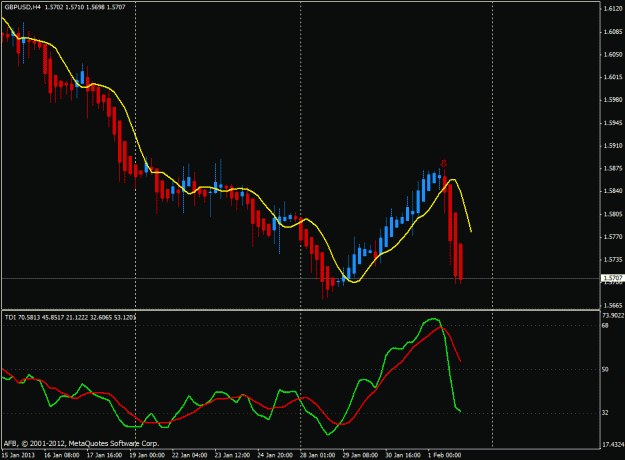 GBPUSD,H4 1.5702 1.5710 1.5698 1.5707
1.6120
1.6085
1.6050
1.6015
1.5980
1.5945
1.5910
1.5875
1.5840
1.5805
1.5770
1.5735
1.5707
1.5700
1.5665
TDI 70.5813 45.8517 21.1222 32.6065 53.1201
73.9022
68
50
32
17.4324
AFB, © 2001-2012, MetaQuotes Software Corp.
15 Jan 2013
16 Jan 08:00
17 Jan 16:00
19 Jan 00:00
22 Jan 04:00
23 Jan 12:00
24 Jan 20:00
28 Jan 01:00
29 Jan 08:00
30 Jan 16:00
1 Feb 00:00